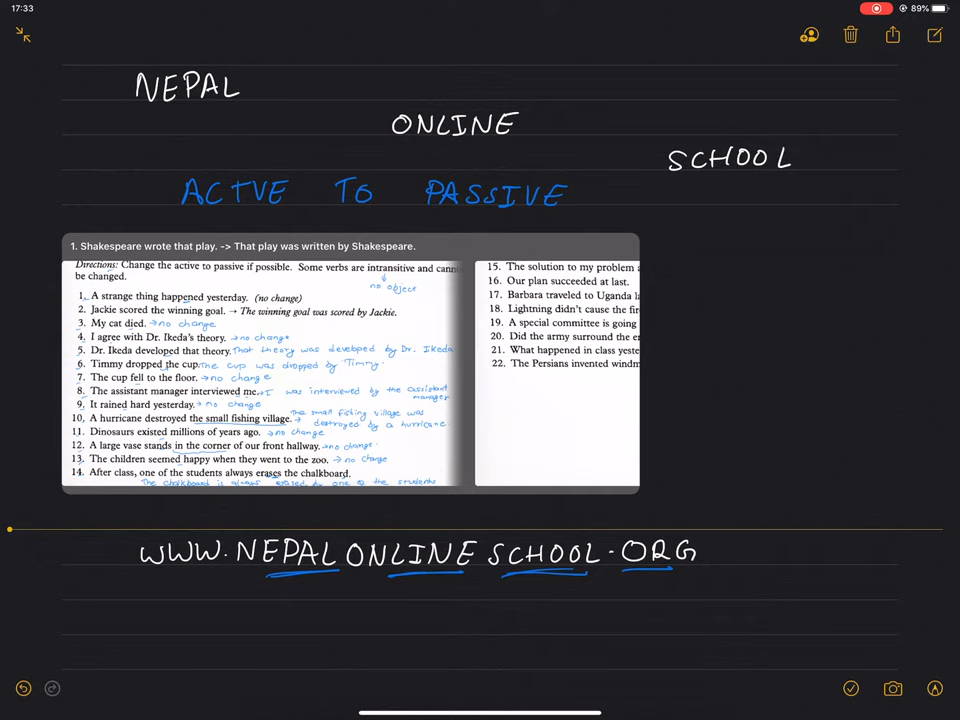 17:33
89%
NEPAL
ONLINE
SCHOOL
ACTVE TO PASSIVE
1. Shakespeare wrote that play. -> That play was written by Shakespeare.
Directions: Change the active to passive if possible. Some verbs are intransitive and cann
be changed.
no object
1. A strange thing happened yesterday. (no change)
2. Jackie scored the winning goal. → The winning goal was scored by Jackie.
3. My cat died. → no change
4. I agree with Dr. Ikeda's theory. → no change
5. Dr. Ikeda developed that theory. That theory was developed by Dr. Ikeda
6. Timmy dropped the cup. The cup was dropped by Timmy.
7. The cup fell to the floor. → no change
8. The assistant manager interviewed me. → I was interviewed by the assistant
manager
9. It rained hard yesterday. → no change
10. A hurricane destroyed the small fishing village. → The small fishing village was
destroyed by a hurricane.
11. Dinosaurs existed millions of years ago. → no change
12. A large vase stands in the corner of our front hallway. → no change.
13. The children seemed happy when they went to the zoo. → no change
14. After class, one of the students always erases the chalkboard.
The chalkboard is always erased by one of the students
15. The solution to my problem
16. Our plan succeeded at last.
17. Barbara traveled to Uganda l
18. Lightning didn't cause the fir
19. A special committee is going
20. Did the army surround the e
21. What happened in class yeste
22. The Persians invented windm
WWW.NEPALONLINESCHOOL.ORG